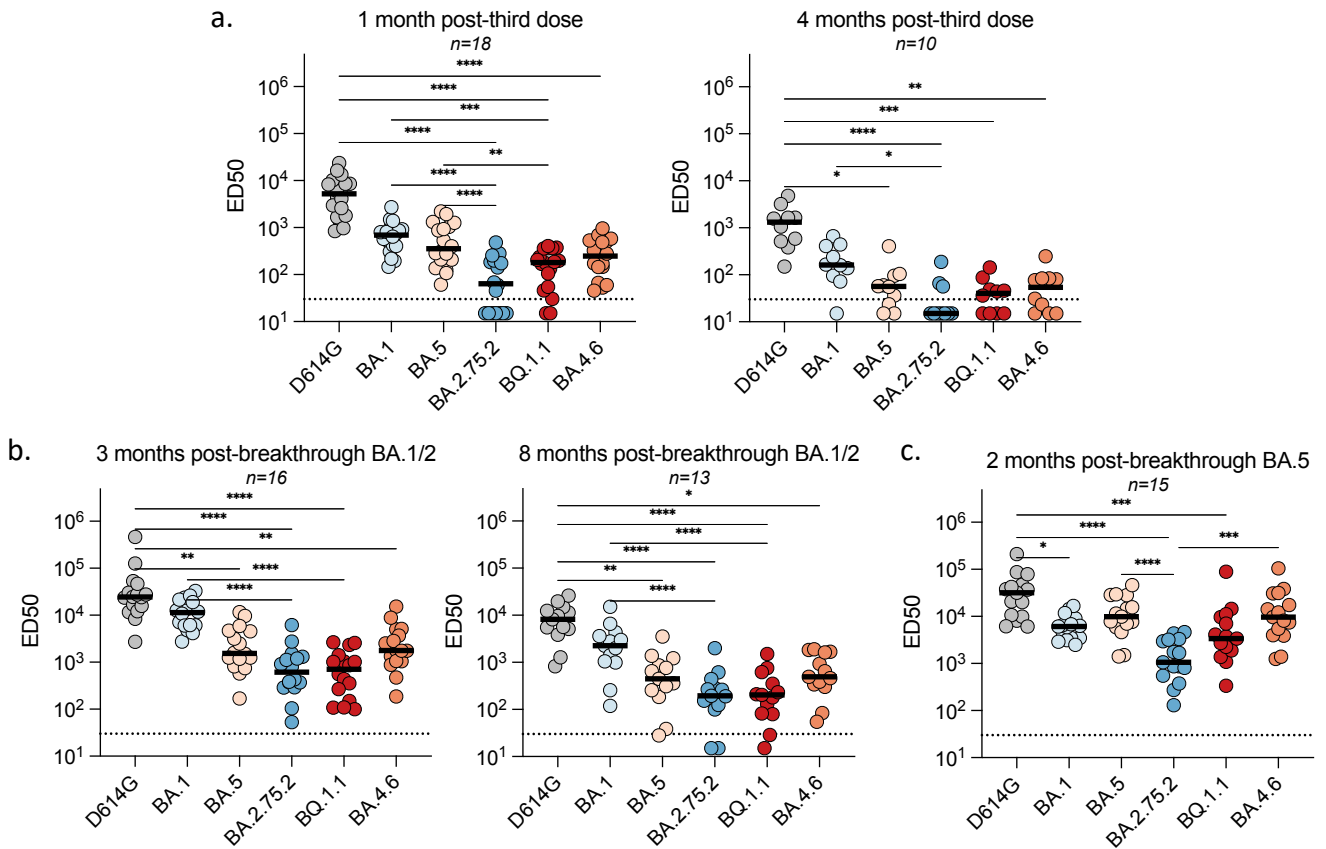 a.
1 month post-third dose
n=18
ED50
10^6
10^5
10^4
10^3
10^2
10^1
****
****
***
****
**
****
****
D614G
BA.1
BA.5
BA.2.75.2
BQ.1.1
BA.4.6
4 months post-third dose
n=10
ED50
10^6
10^5
10^4
10^3
10^2
10^1
**
***
****
*
*
D614G
BA.1
BA.5
BA.2.75.2
BQ.1.1
BA.4.6
b.
3 months post-breakthrough BA.1/2
n=16
ED50
10^6
10^5
10^4
10^3
10^2
10^1
****
****
**
**
****
****
D614G
BA.1
BA.5
BA.2.75.2
BQ.1.1
BA.4.6
8 months post-breakthrough BA.1/2
n=13
ED50
10^6
10^5
10^4
10^3
10^2
10^1
*
****
****
****
**
****
D614G
BA.1
BA.5
BA.2.75.2
BQ.1.1
BA.4.6
c.
2 months post-breakthrough BA.5
n=15
ED50
10^6
10^5
10^4
10^3
10^2
10^1
***
****
***
*
****
D614G
BA.1
BA.5
BA.2.75.2
BQ.1.1
BA.4.6